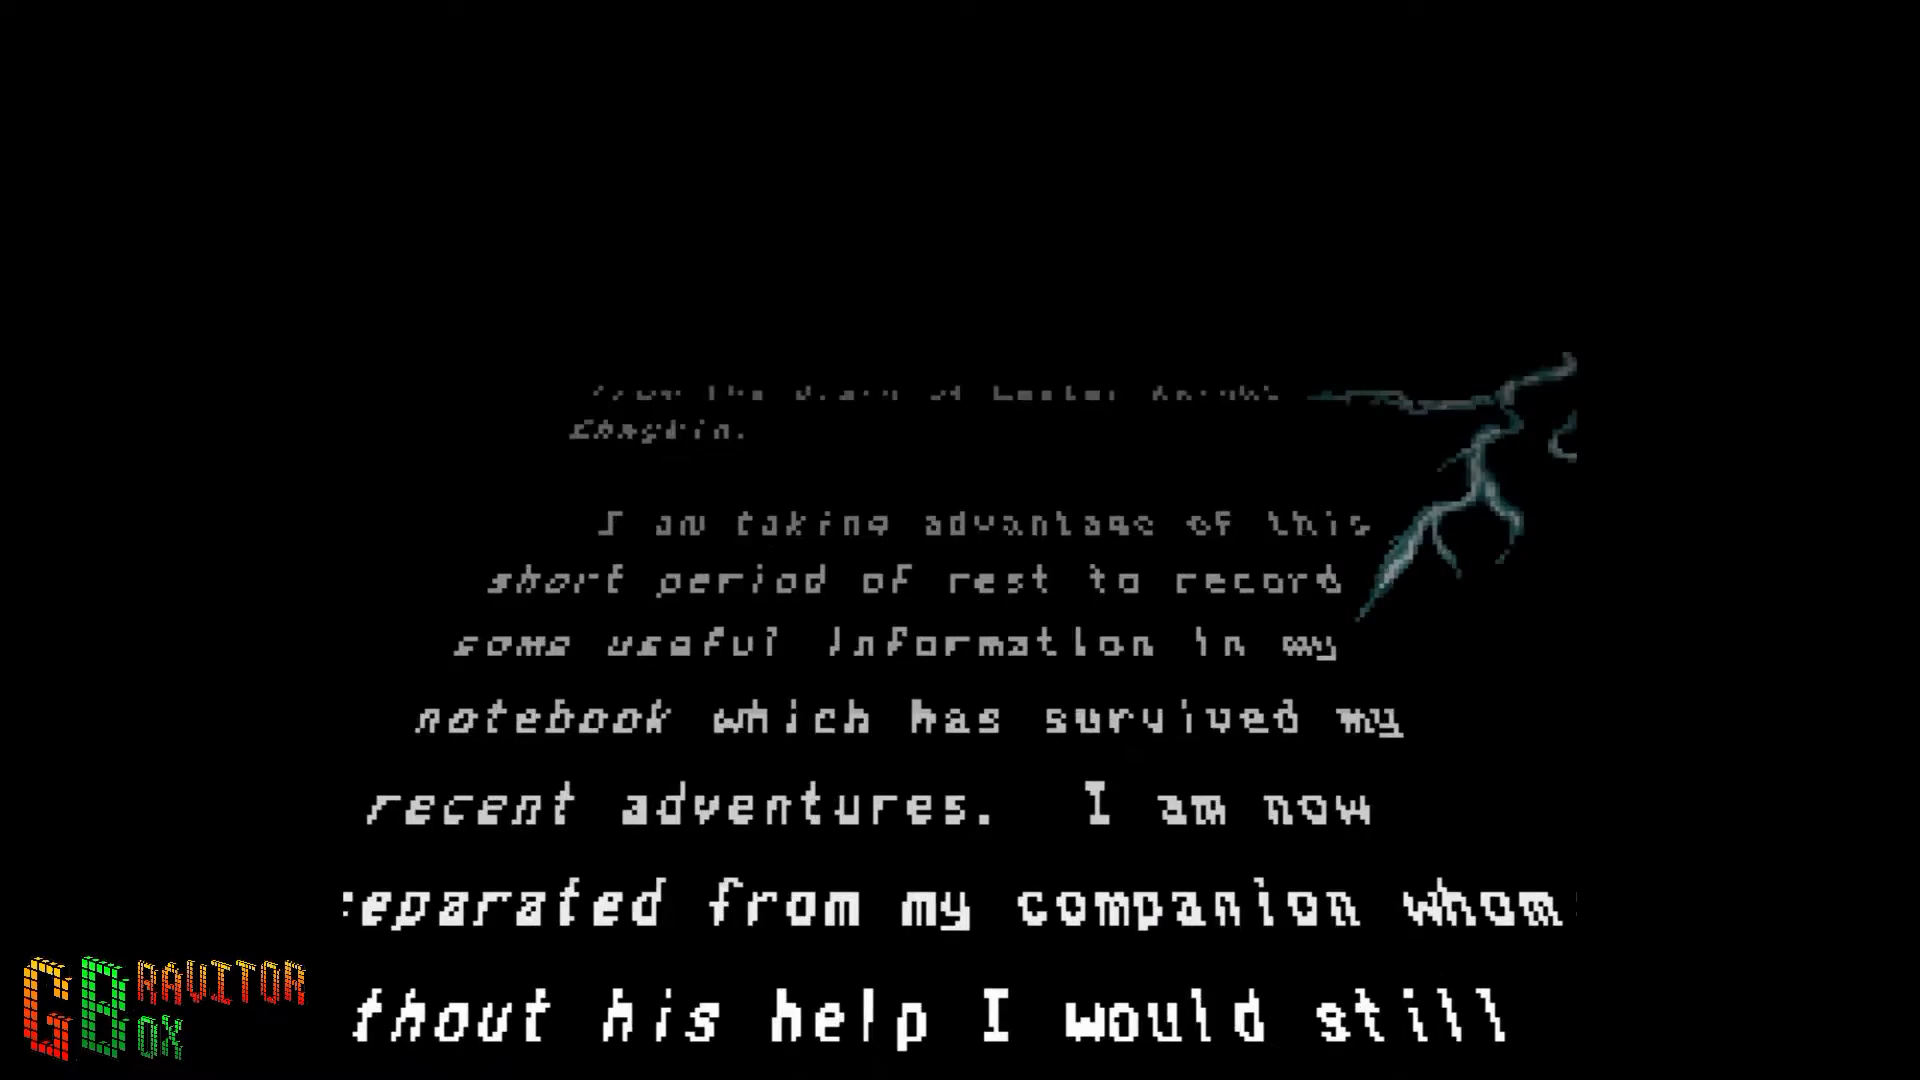 From the diary of Lester Knight
Chaykin.
I am taking advantage of this
short period of rest to record
some useful information in my
notebook which has survived my
recent adventures. I am now
separated from my companion whom
thout his help I would still
GRAVITOR
BOX